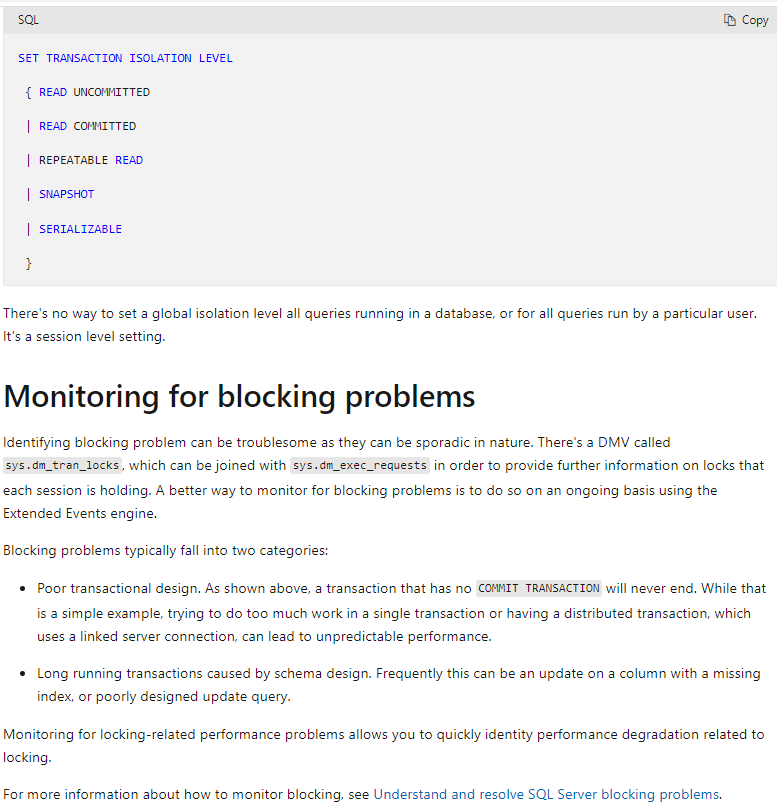 SQL
Copy
SET TRANSACTION ISOLATION LEVEL
{ READ UNCOMMITTED
| READ COMMITTED
| REPEATABLE READ
| SNAPSHOT
| SERIALIZABLE
}
There's no way to set a global isolation level all queries running in a database, or for all queries run by a particular user.
It's a session level setting.
Monitoring for blocking problems
Identifying blocking problem can be troublesome as they can be sporadic in nature. There's a DMV called
sys.dm_tran_locks, which can be joined with sys.dm_exec_requests in order to provide further information on locks that
each session is holding. A better way to monitor for blocking problems is to do so on an ongoing basis using the
Extended Events engine.
Blocking problems typically fall into two categories:
• Poor transactional design. As shown above, a transaction that has no COMMIT TRANSACTION will never end. While that
is a simple example, trying to do too much work in a single transaction or having a distributed transaction, which
uses a linked server connection, can lead to unpredictable performance.
• Long running transactions caused by schema design. Frequently this can be an update on a column with a missing
index, or poorly designed update query.
Monitoring for locking-related performance problems allows you to quickly identity performance degradation related to
locking.
For more information about how to monitor blocking, see Understand and resolve SQL Server blocking problems.